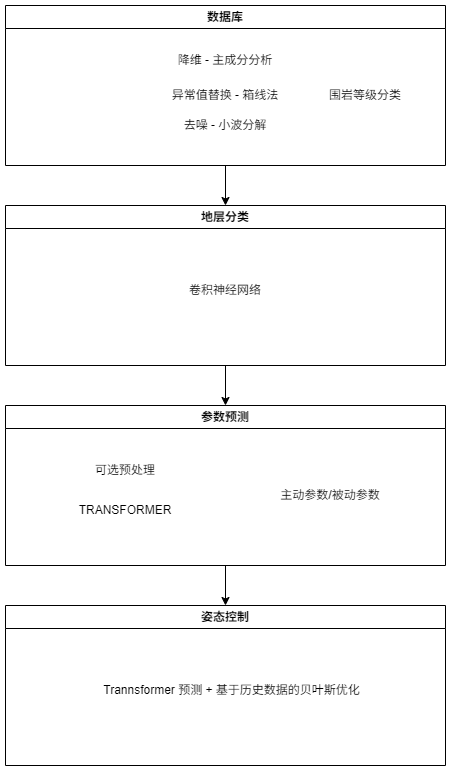 数据库
降维 - 主成分分析
异常值替换 - 箱线法
围岩等级分类
去噪 - 小波分解
地层分类
卷积神经网络
参数预测
可选预处理
主动参数/被动参数
TRANSFORMER
姿态控制
Trannsformer 预测 + 基于历史数据的贝叶斯优化